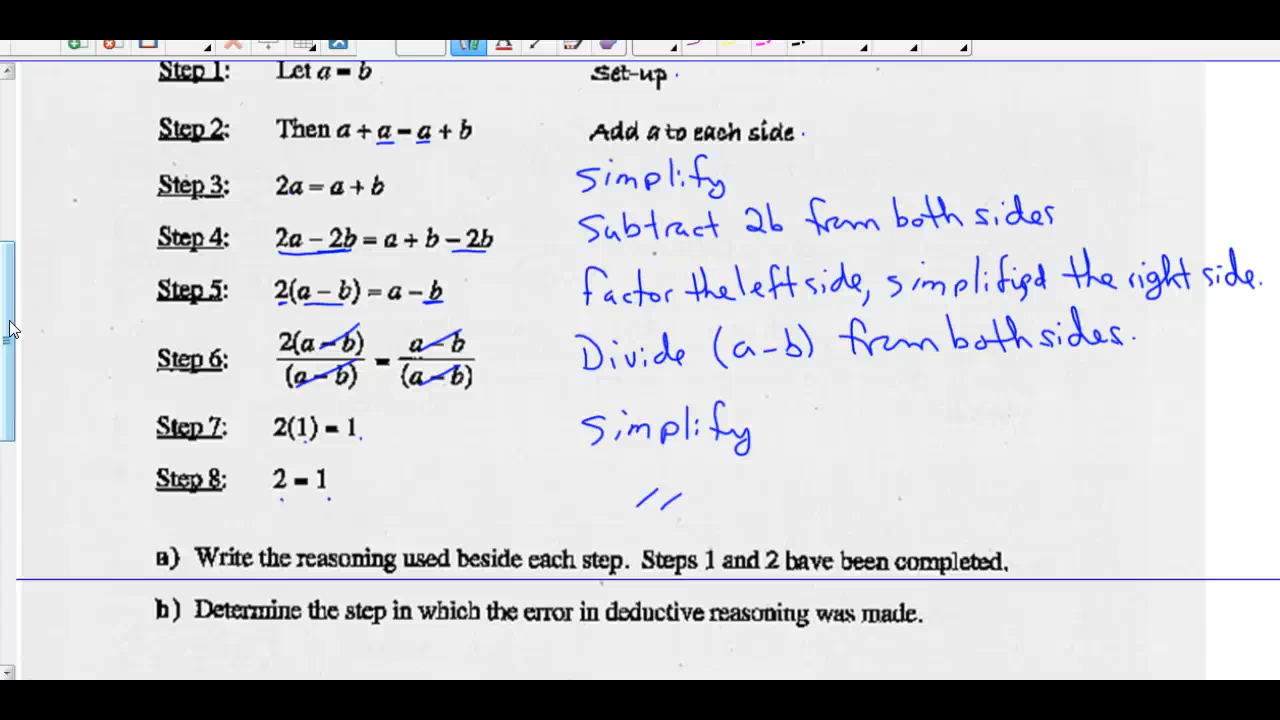 Step 1: Let a = b set-up.
Step 2: Then a + a = a + b Add a to each side.
Step 3: 2a = a + b simplify
Step 4: 2a – 2b = a + b – 2b Subtract 2b from both sides
Step 5: 2(a – b) = a – b factor the left side, simplified the right side.
Step 6: 2(a – b)/(a – b) = a – b/(a – b) Divide (a-b) from both sides.
Step 7: 2(1) = 1 simplify
Step 8: 2 = 1 //
a) Write the reasoning used beside each step. Steps 1 and 2 have been completed.
b) Determine the step in which the error in deductive reasoning was made.